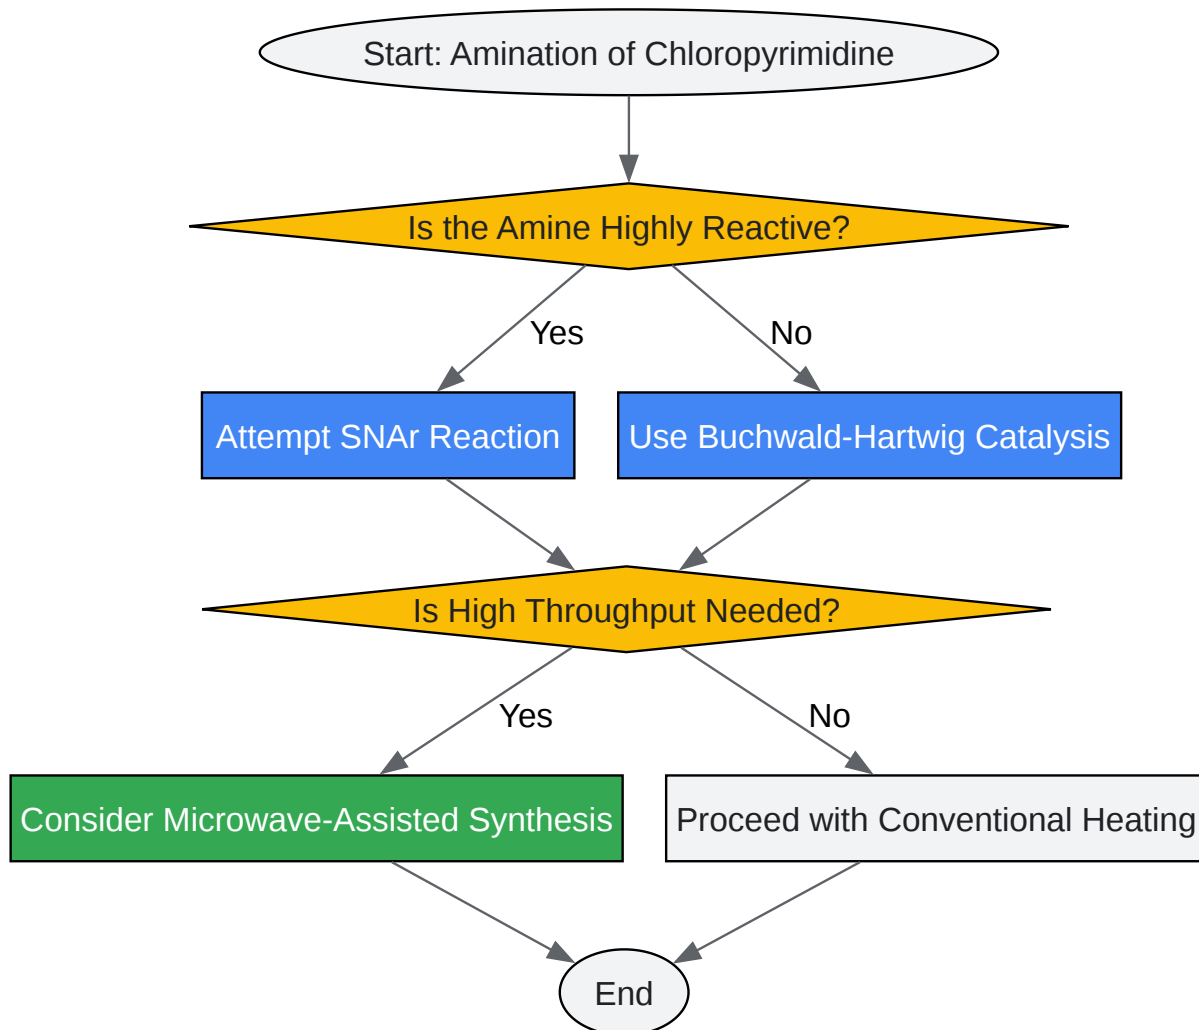 Start: Amination of Chloropyrimidine
Is the Amine Highly Reactive?
Yes
No
Attempt SNAr Reaction
Use Buchwald-Hartwig Catalysis
Is High Throughput Needed?
Yes
No
Consider Microwave-Assisted Synthesis
Proceed with Conventional Heating
End